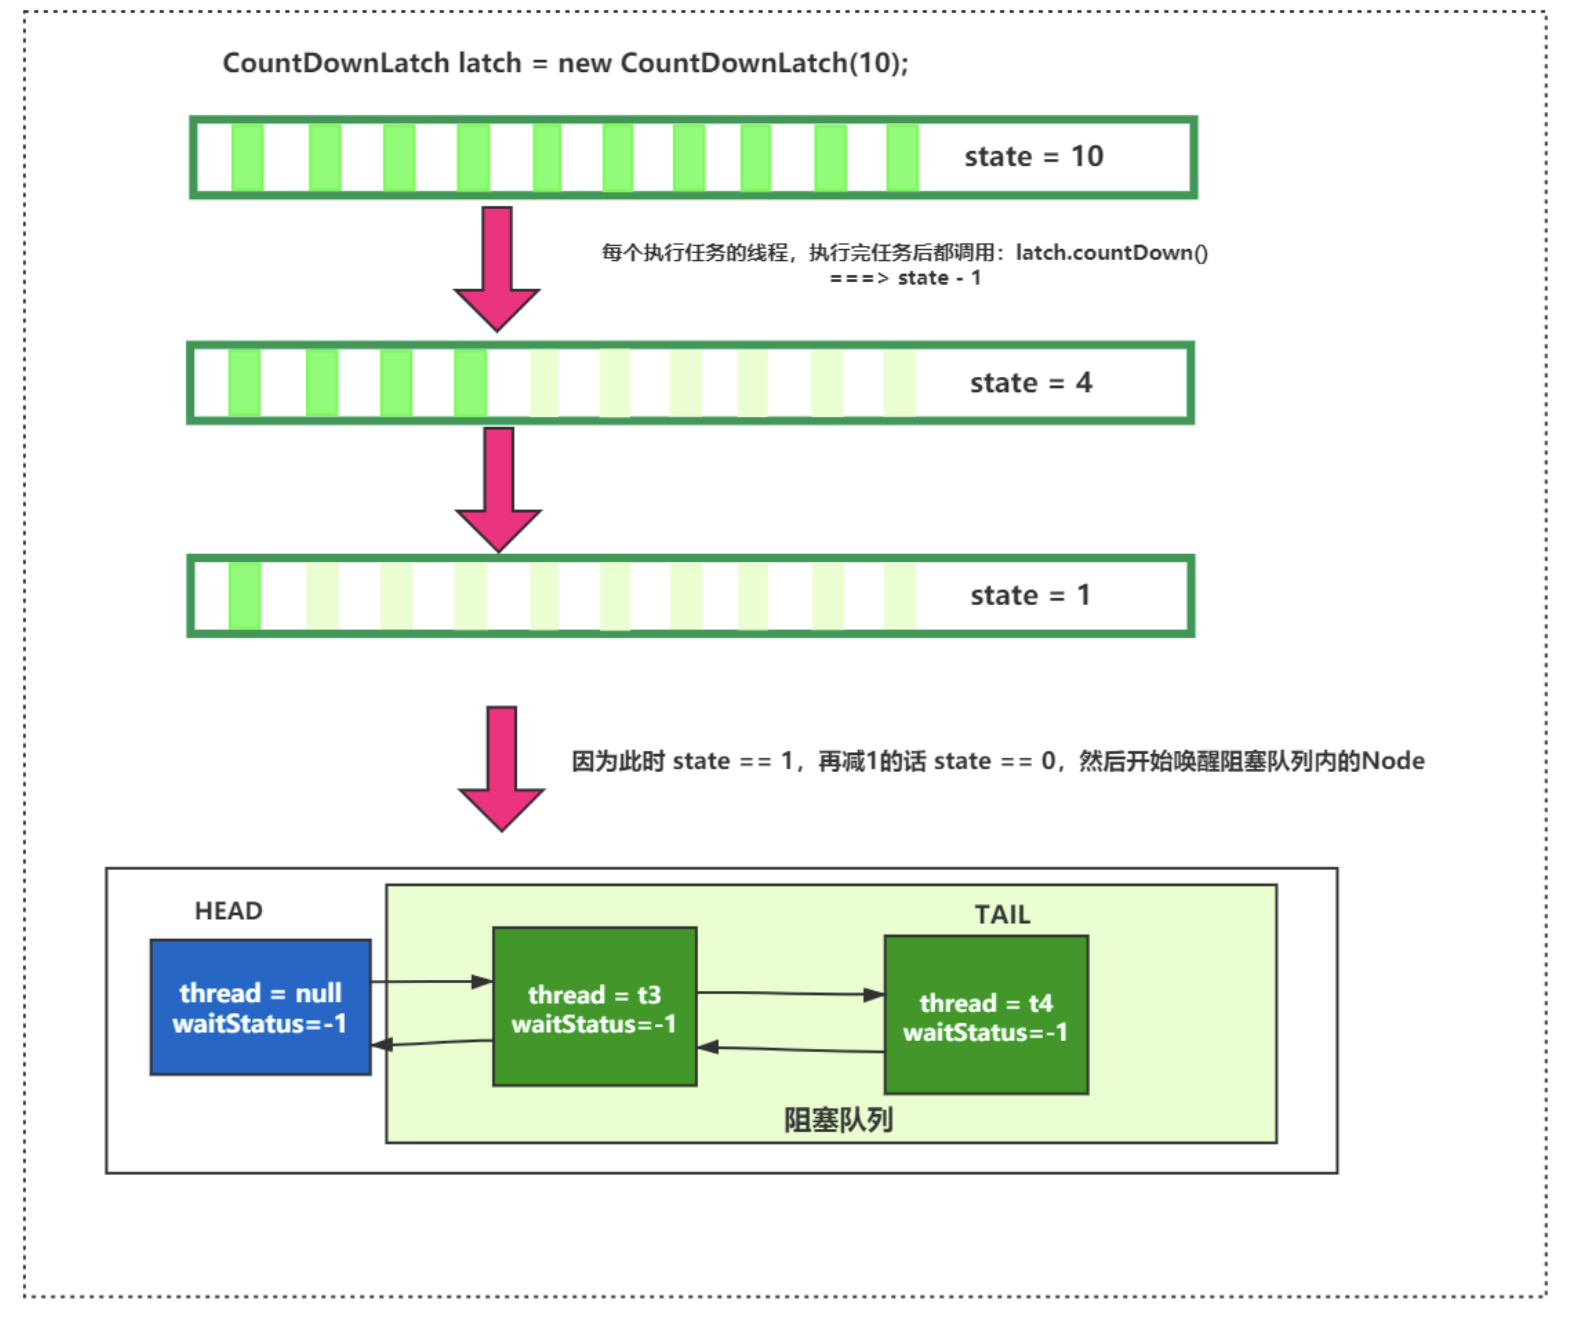 CountDownLatch latch = new CountDownLatch(10);
state = 10
每个执行任务的线程，执行完任务后都调用：latch.countDown()
===> state - 1
state = 4
state = 1
因为此时 state == 1，再减1的话 state == 0，然后开始唤醒阻塞队列内的Node
HEAD
TAIL
thread = null
waitStatus=-1
thread = t3
waitStatus=-1
thread = t4
waitStatus=-1
阻塞队列